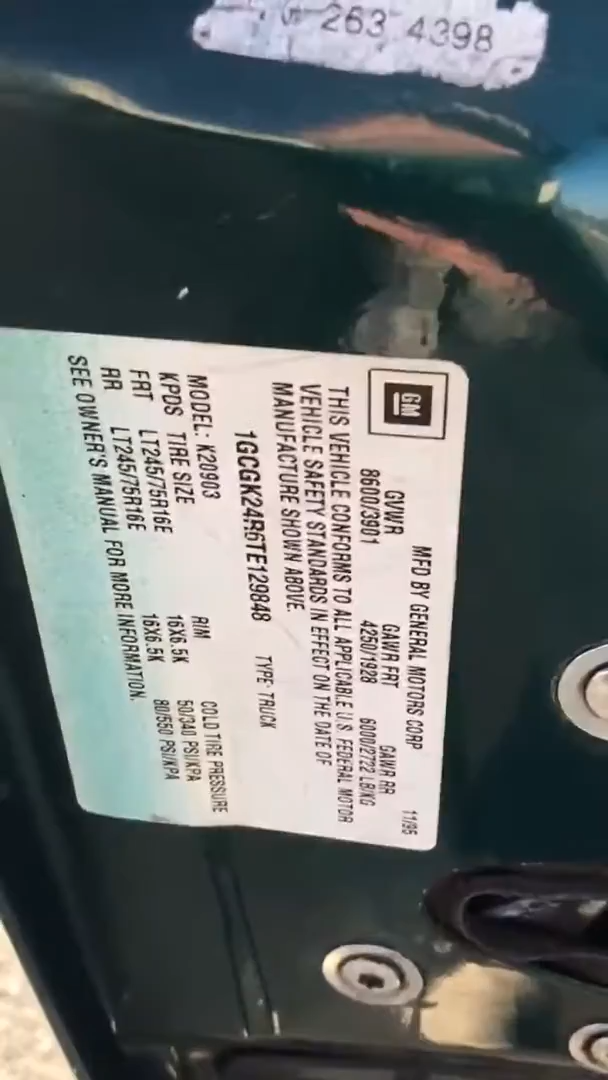 263 4398
GM
MFD BY GENERAL MOTORS CORP 11/95
GVWR GAWR FRT GAWR RR
8600/3901 4250/1928 6000/2722 LB/KG
THIS VEHICLE CONFORMS TO ALL APPLICABLE U.S. FEDERAL MOTOR
VEHICLE SAFETY STANDARDS IN EFFECT ON THE DATE OF
MANUFACTURE SHOWN ABOVE.
1GCGK24R6TE129848 TYPE: TRUCK
MODEL: K20903
KPDS TIRE SIZE RIM COLD TIRE PRESSURE
FRT LT245/75R16E 16X6.5K 50/340 PSI/KPA
RR LT245/75R16E 16X6.5K 80/550 PSI/KPA
SEE OWNER'S MANUAL FOR MORE INFORMATION.